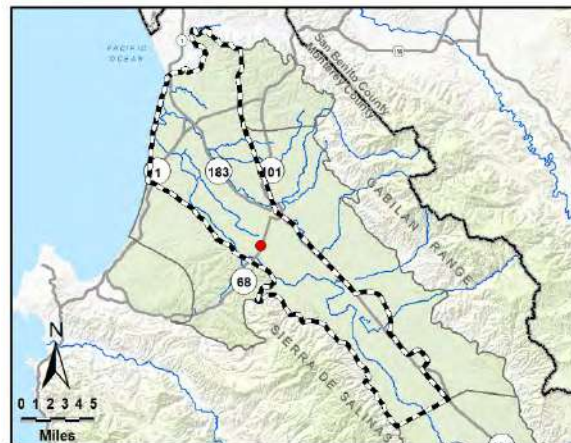 PACIFIC
OCEAN
1
San Benito County
Monterey County
183
101
1
GABILAN RANGE
68
SIERRA DE SALINAS
N
0 1 2 3 4 5
Miles